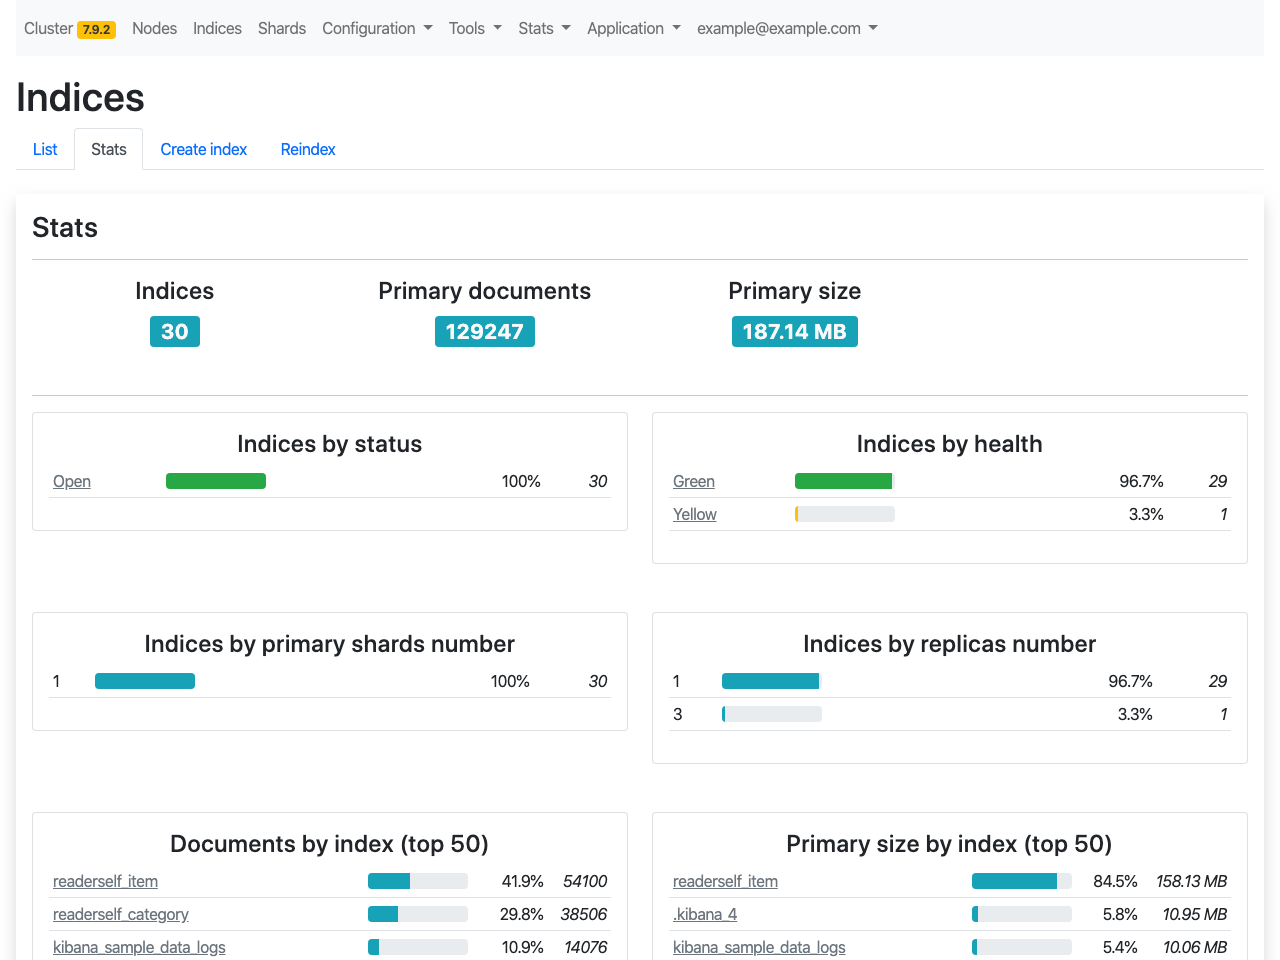 Cluster 7.9.2 Nodes Indices Shards Configuration Tools Stats Application example@example.com
Indices
List Stats Create index Reindex
Stats
Indices Primary documents Primary size
30 129247 187.14 MB
Indices by status
Open 100% 30
Indices by health
Green 96.7% 29
Yellow 3.3% 1
Indices by primary shards number
1 100% 30
Indices by replicas number
1 96.7% 29
3 3.3% 1
Documents by index (top 50)
readerself_item 41.9% 54100
readerself_category 29.8% 38506
kibana_sample_data_logs 10.9% 14076
Primary size by index (top 50)
readerself_item 84.5% 158.13 MB
.kibana_4 5.8% 10.95 MB
kibana_sample_data_logs 5.4% 10.06 MB